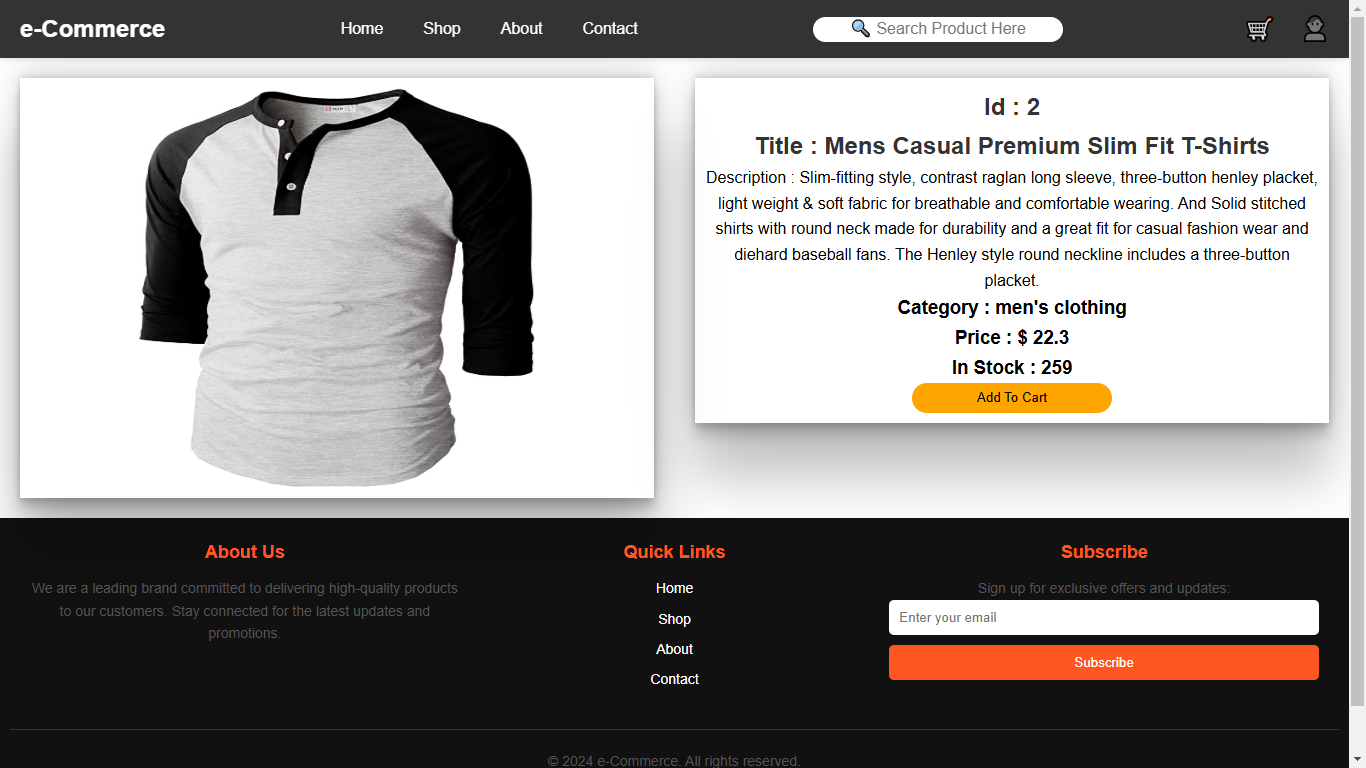 e-Commerce
Home
Shop
About
Contact
🔍 Search Product Here
Id : 2
Title : Mens Casual Premium Slim Fit T-Shirts
Description : Slim-fitting style, contrast raglan long sleeve, three-button henley placket,
light weight & soft fabric for breathable and comfortable wearing. And Solid stitched
shirts with round neck made for durability and a great fit for casual fashion wear and
diehard baseball fans. The Henley style round neckline includes a three-button
placket.
Category : men's clothing
Price : $ 22.3
In Stock : 259
Add To Cart
About Us
We are a leading brand committed to delivering high-quality products
to our customers. Stay connected for the latest updates and
promotions.
Quick Links
Home
Shop
About
Contact
Subscribe
Sign up for exclusive offers and updates:
Enter your email
Subscribe
© 2024 e-Commerce. All rights reserved.